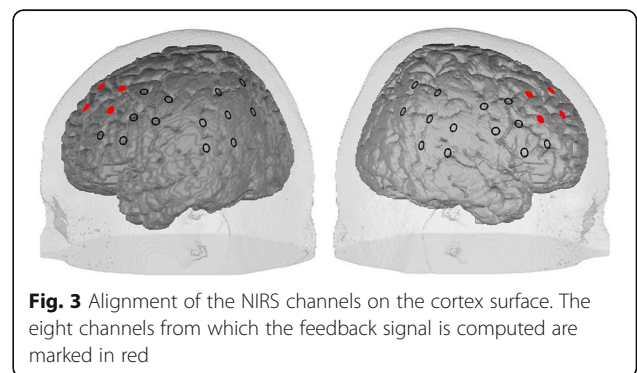 Fig. 3 Alignment of the NIRS channels on the cortex surface. The
eight channels from which the feedback signal is computed are
marked in red